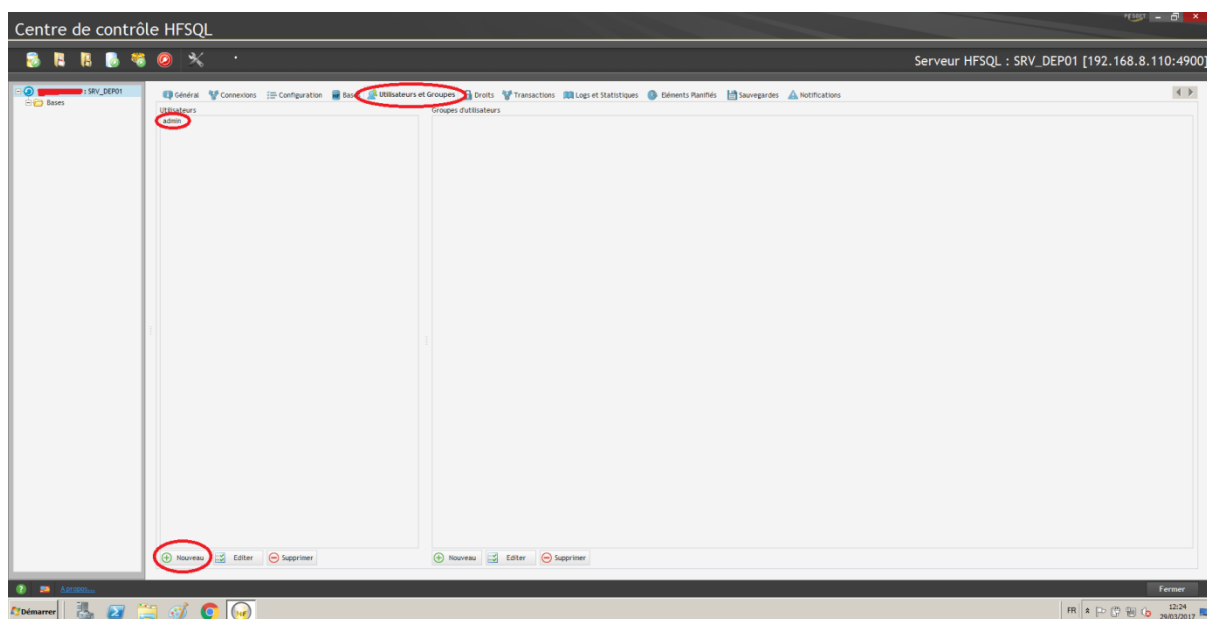 Centre de contrôle HFSQL
Serveur HFSQL : SRV_DEP01 [192.168.8.110:4900]
: SRV_DEP01
Bases
Général Connexions Configuration Utilisateurs et Groupes Droits Transactions Logs et Statistiques Eléments Planifiés Sauvegardes Notifications
Utilisateurs Groupes d'utilisateurs
admin
Nouveau Editer Supprimer Nouveau Editer Supprimer
A propos... Fermer
Démarrer FR 12:24
29/03/2017